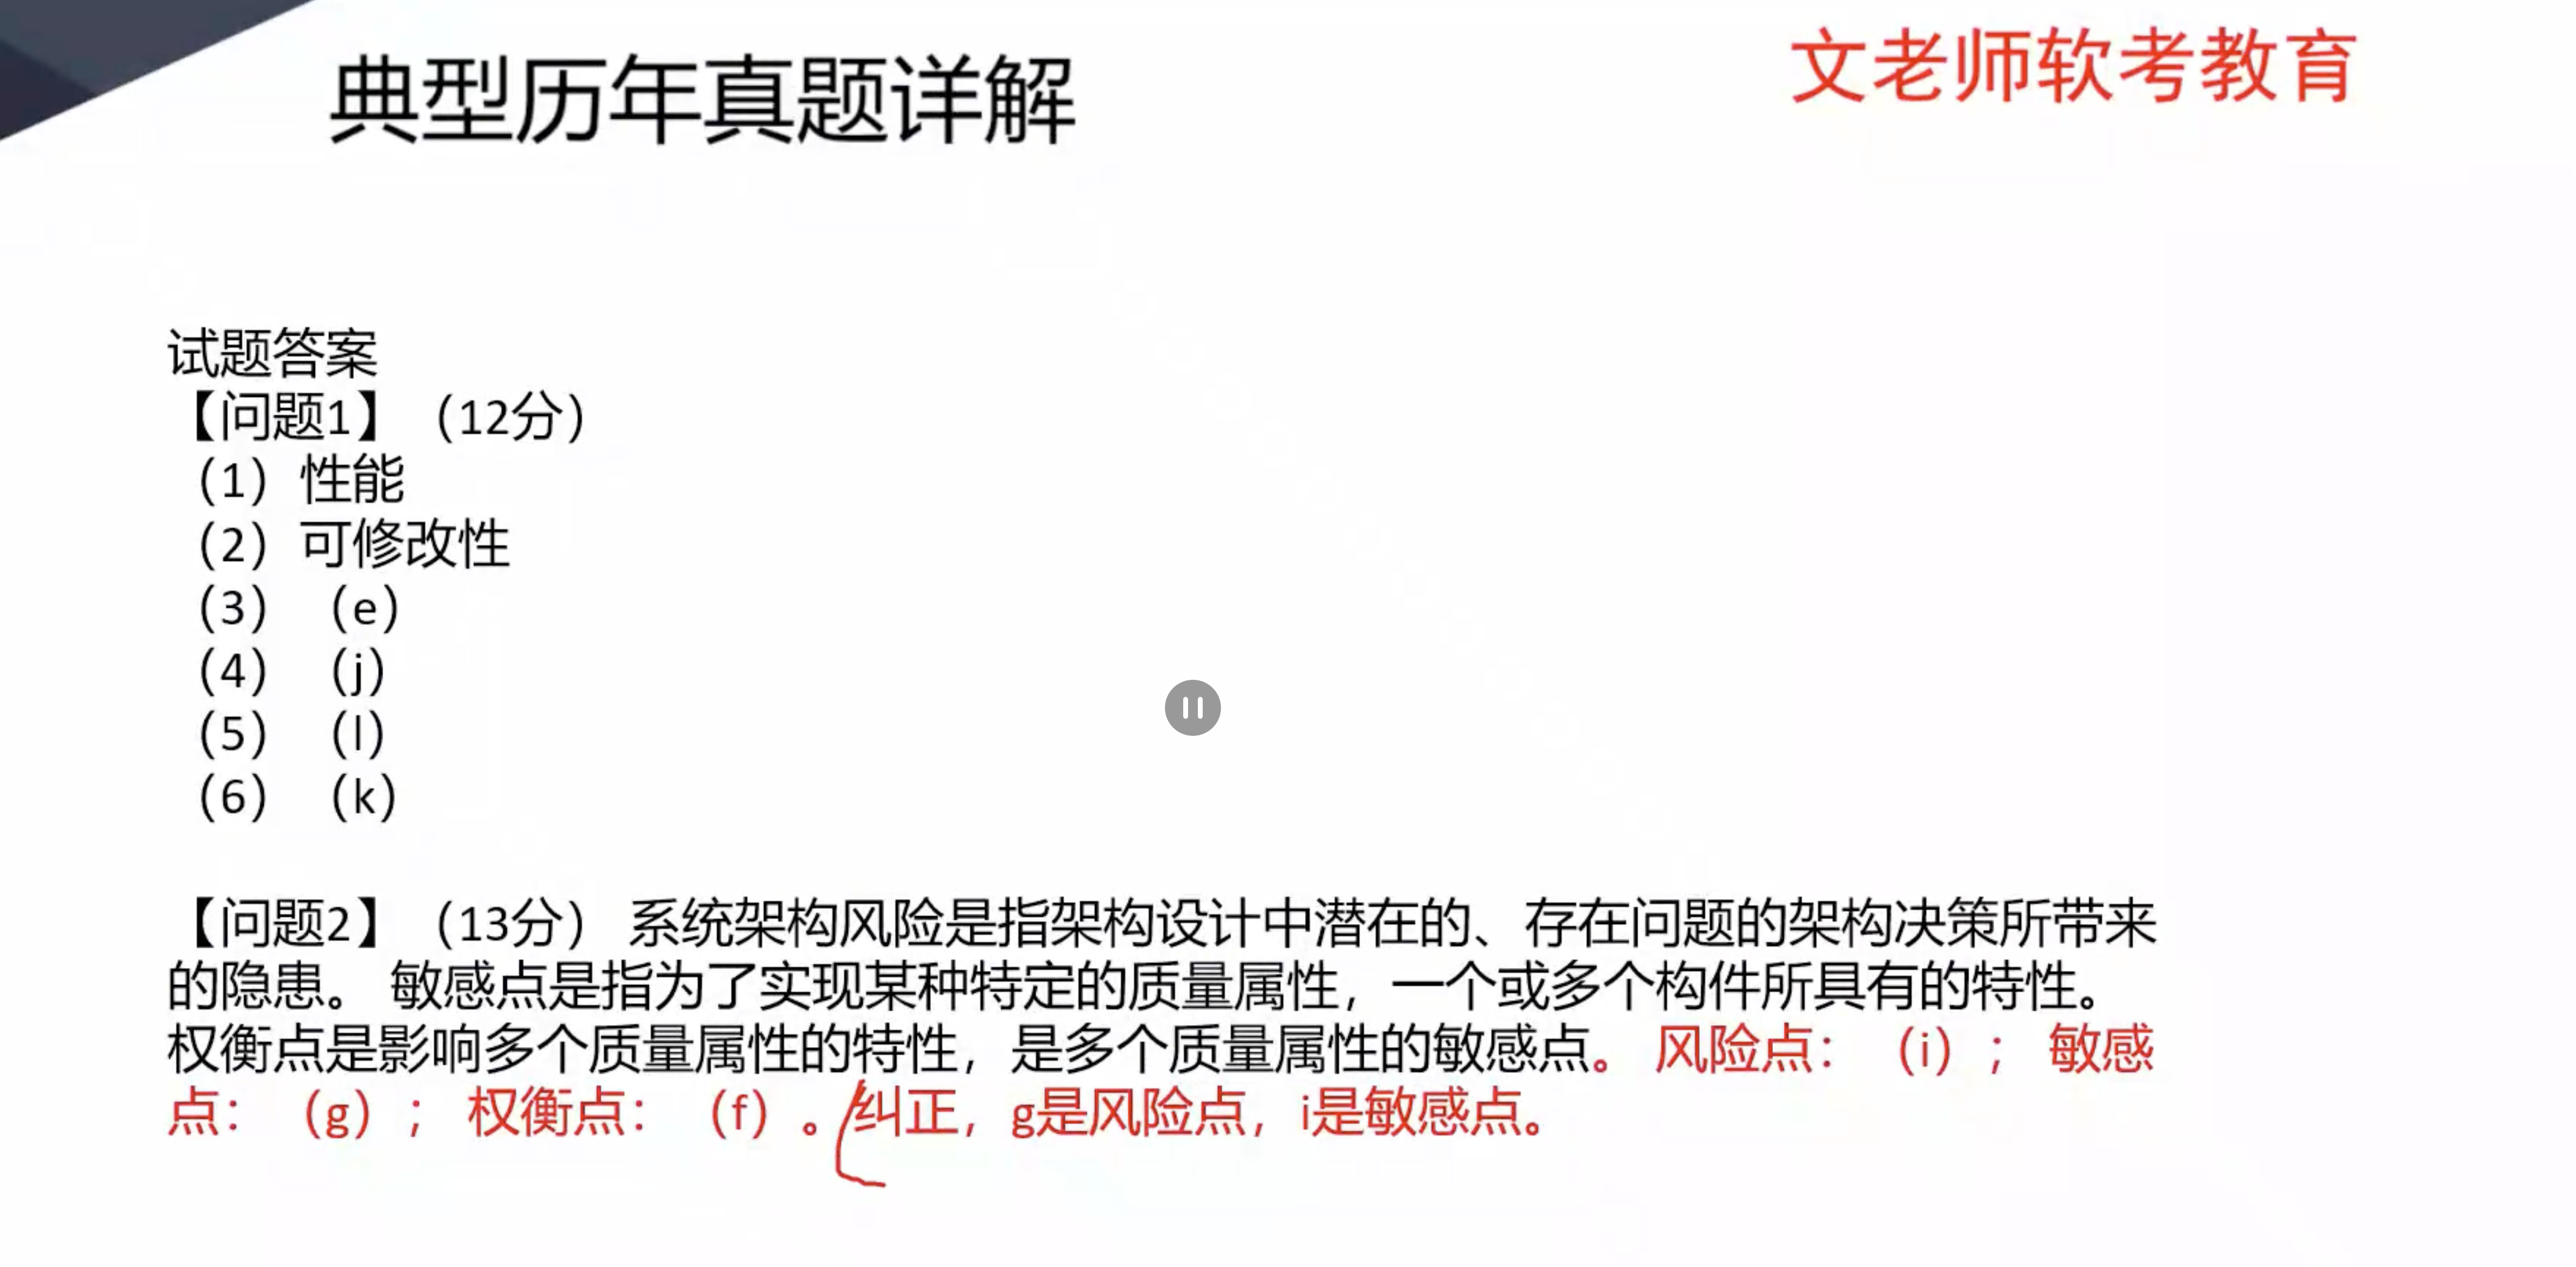 典型历年真题详解
文老师软考教育
试题答案
【问题1】（12分）
（1）性能
（2）可修改性
（3）（e）
（4）（j）
（5）（l）
（6）（k）
【问题2】（13分）系统架构风险是指架构设计中潜在的、存在问题的架构决策所带来
的隐患。 敏感点是指为了实现某种特定的质量属性，一个或多个构件所具有的特性。
权衡点是影响多个质量属性的特性，是多个质量属性的敏感点。 风险点：（i）； 敏感
点：（g）； 权衡点：（f）。纠正，g是风险点，i是敏感点。